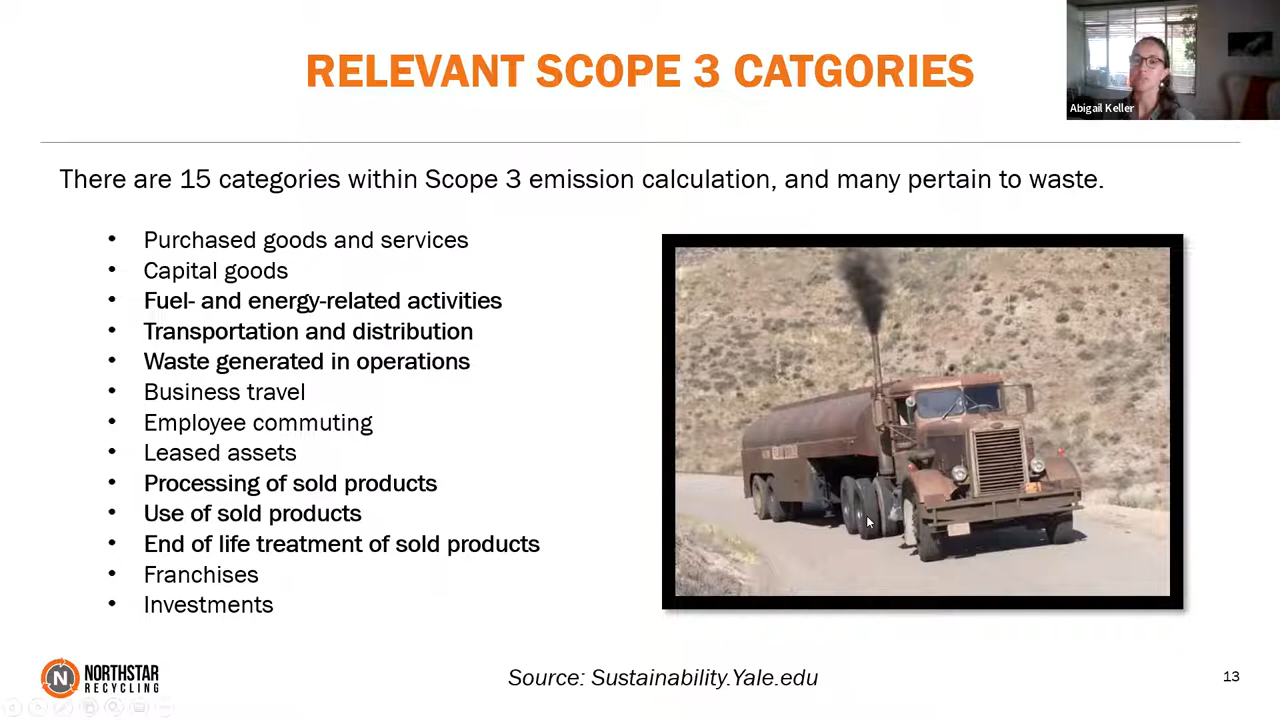 RELEVANT SCOPE 3 CATGORIES
Abigail Keller
There are 15 categories within Scope 3 emission calculation, and many pertain to waste.
• Purchased goods and services
• Capital goods
• Fuel- and energy-related activities
• Transportation and distribution
• Waste generated in operations
• Business travel
• Employee commuting
• Leased assets
• Processing of sold products
• Use of sold products
• End of life treatment of sold products
• Franchises
• Investments
N
NORTHSTAR
RECYCLING
Source: Sustainability.Yale.edu
13